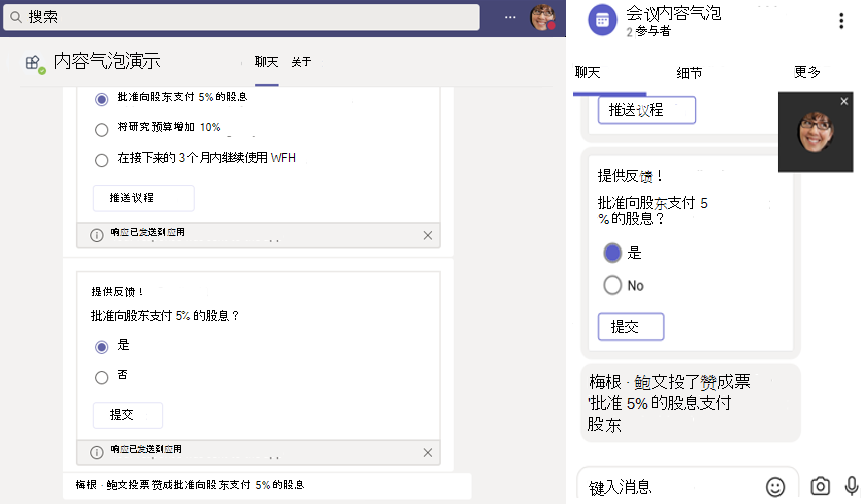 搜索
内容气泡演示
聊天
关于
批准向股东支付 5% 的股息
将研究预算增加 10%
在接下来的 3 个月内继续使用 WFH
推送议程
响应已发送到应用
提供反馈！
批准向股东支付 5% 的股息？
是
否
提交
响应已发送到应用
梅根 · 鲍文投票赞成批准向股东支付 5% 的股息
会议内容气泡
2 参与者
聊天
细节
更多
推送议程
提供反馈！
批准向股东支付 5
% 的股息？
是
No
提交
梅根 · 鲍文投了赞成票
'批准 5% 的股息支付
股东
键入消息